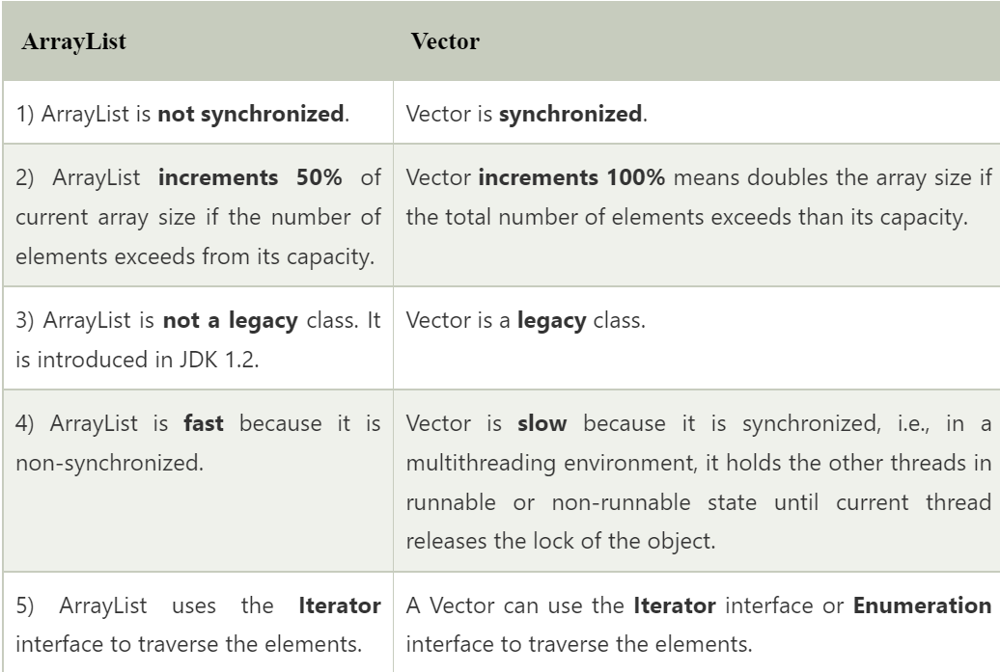 ArrayList
Vector
1) ArrayList is not synchronized.
Vector is synchronized.
2) ArrayList increments 50% of
current array size if the number of
elements exceeds from its capacity.
Vector increments 100% means doubles the array size if
the total number of elements exceeds than its capacity.
3) ArrayList is not a legacy class. It
is introduced in JDK 1.2.
Vector is a legacy class.
4) ArrayList is fast because it is
non-synchronized.
Vector is slow because it is synchronized, i.e., in a
multithreading environment, it holds the other threads in
runnable or non-runnable state until current thread
releases the lock of the object.
5) ArrayList uses the Iterator
interface to traverse the elements.
A Vector can use the Iterator interface or Enumeration
interface to traverse the elements.